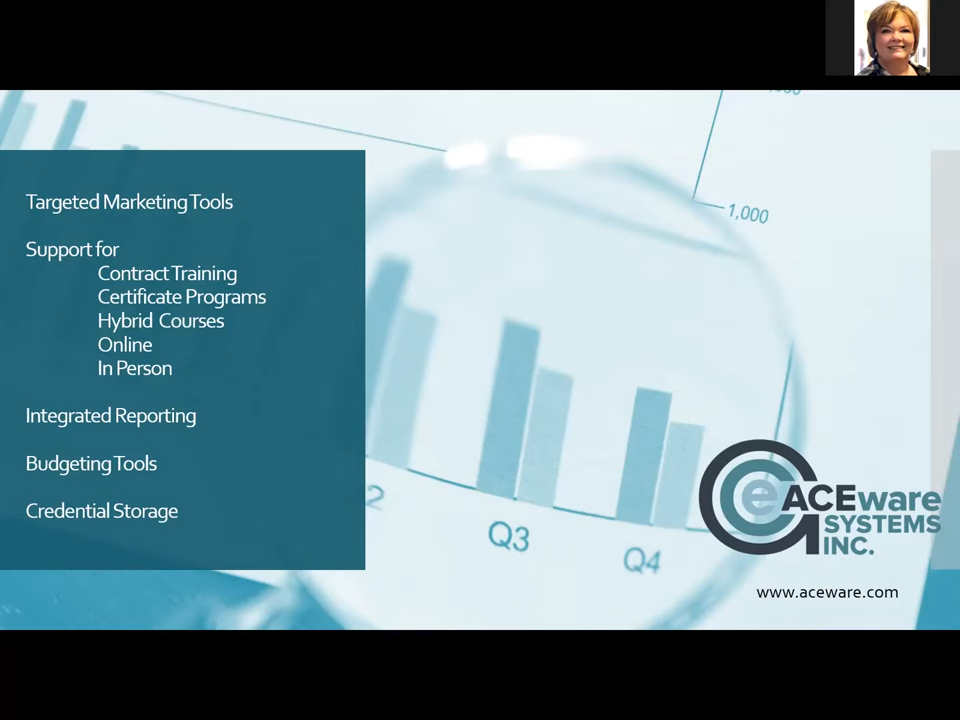 Targeted Marketing Tools
Support for
Contract Training
Certificate Programs
Hybrid Courses
Online
In Person
Integrated Reporting
Budgeting Tools
Credential Storage
1,000
2
Q3
Q4
e ACEware
SYSTEMS
INC.
www.aceware.com